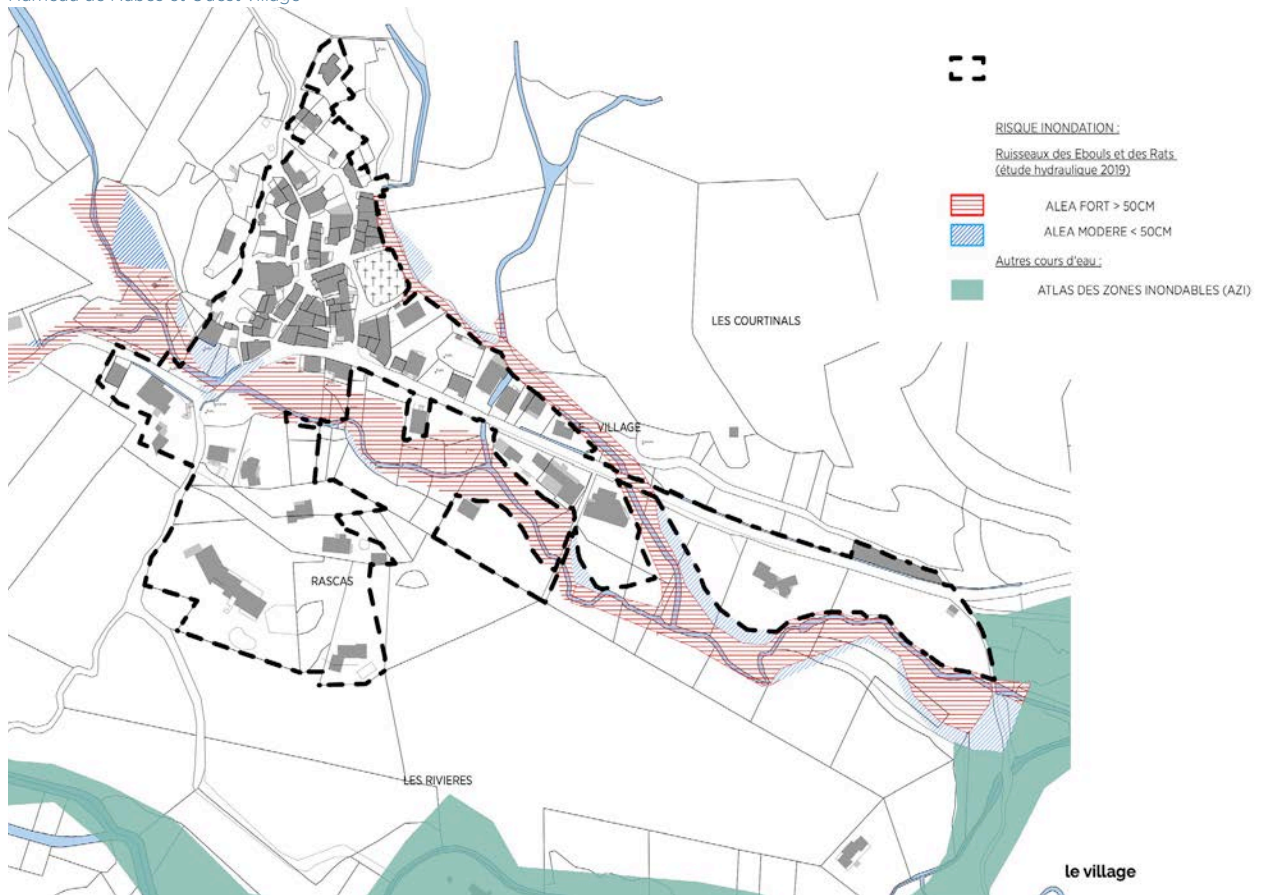 RISQUE INONDATION :
Ruisseaux des Ebouls et des Rats
(étude hydraulique 2019)
ALEA FORT > 50CM
ALEA MODERE < 50CM
Autres cours d'eau :
ATLAS DES ZONES INONDABLES (AZI)
LES COURTINALS
VILLAGE
RASCAS
LES RIVIERES
le village